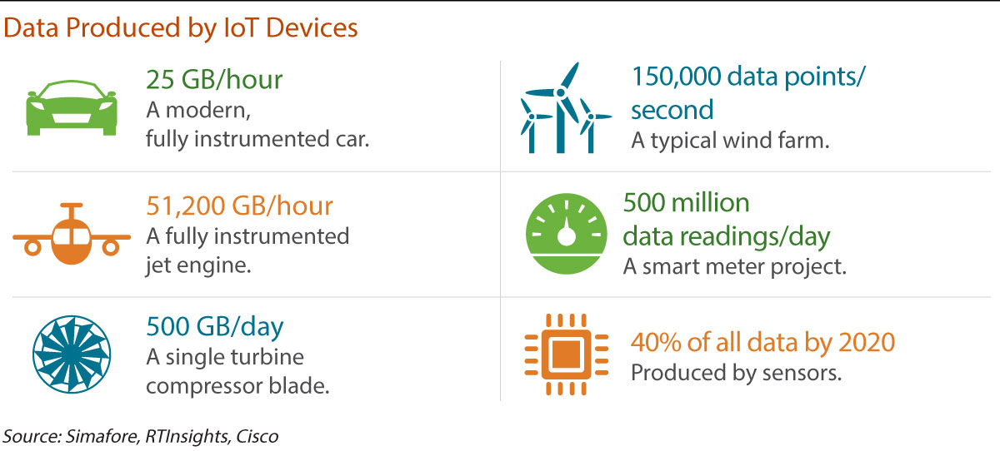 Data Produced by IoT Devices
25 GB/hour
A modern,
fully instrumented car.
150,000 data points/
second
A typical wind farm.
51,200 GB/hour
A fully instrumented
jet engine.
500 million
data readings/day
A smart meter project.
500 GB/day
A single turbine
compressor blade.
40% of all data by 2020
Produced by sensors.
Source: Simafore, RTInsights, Cisco